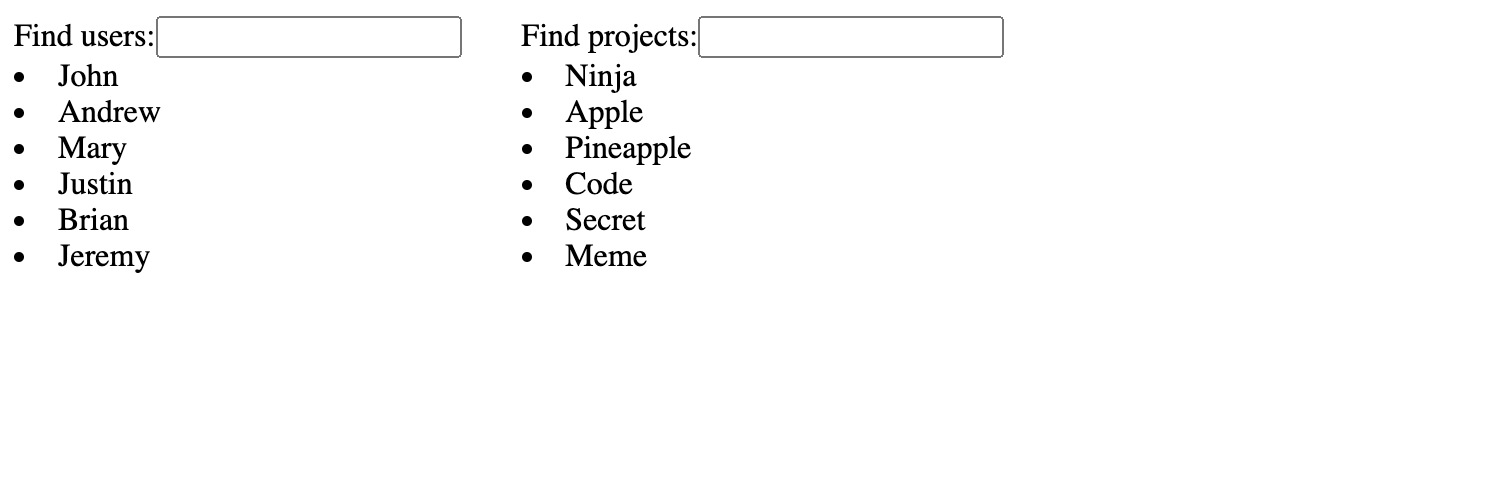 Find users:
• John
• Andrew
• Mary
• Justin
• Brian
• Jeremy
Find projects:
• Ninja
• Apple
• Pineapple
• Code
• Secret
• Meme